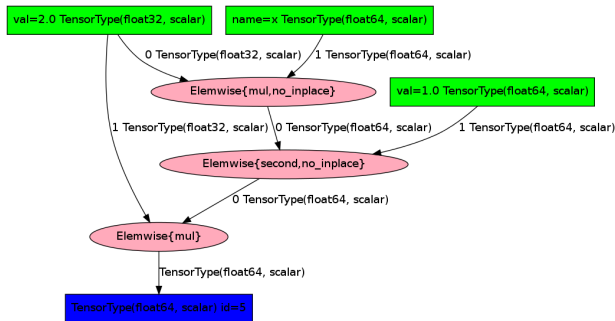 val=2.0 TensorType(float32, scalar)
name=x TensorType(float64, scalar)
0 TensorType(float32, scalar)
1 TensorType(float64, scalar)
Elemwise{mul,no_inplace}
val=1.0 TensorType(float64, scalar)
1 TensorType(float32, scalar)
0 TensorType(float64, scalar)
1 TensorType(float64, scalar)
Elemwise{second,no_inplace}
0 TensorType(float64, scalar)
Elemwise{mul}
TensorType(float64, scalar)
TensorType(float64, scalar) id=5